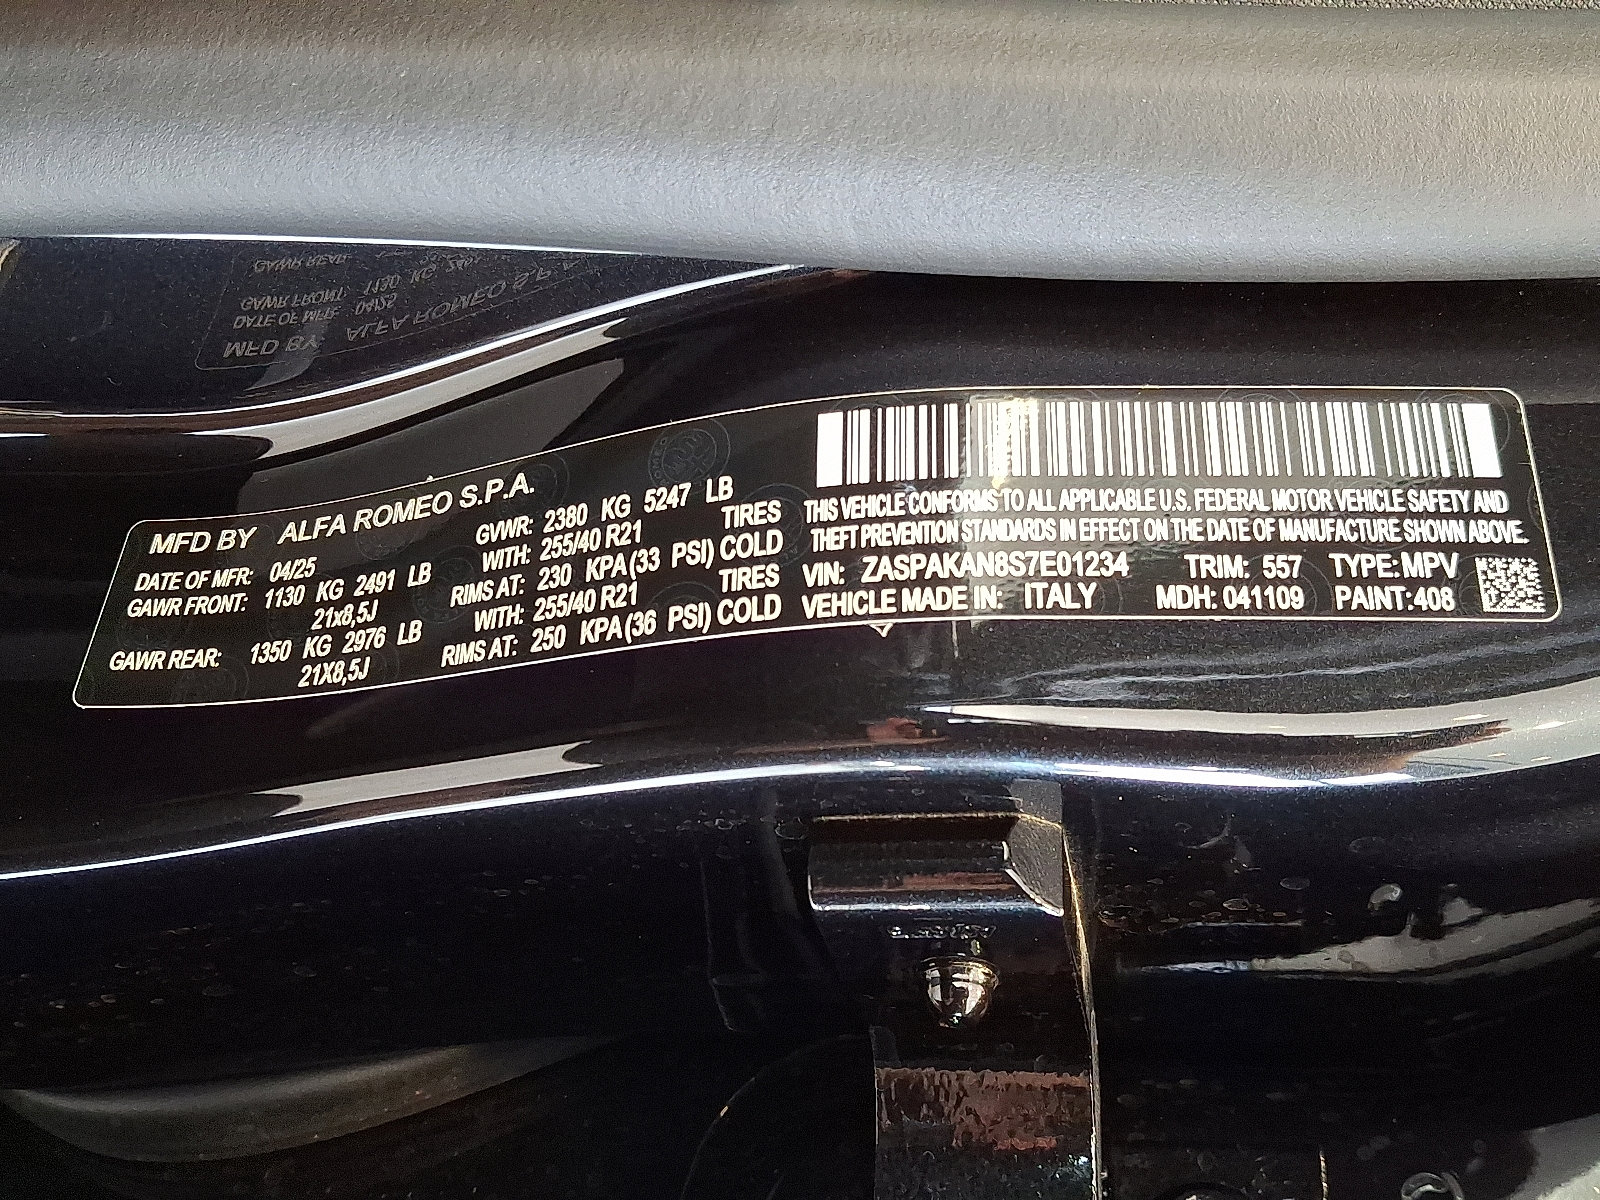 MFD BY ALFA ROMEO S.P.A.
DATE OF MFR: 04/25 GVWR: 2380 KG 5247 LB
GAWR FRONT: 1130 KG 2491 LB WITH: 255/40 R21 TIRES
21x8,5J RIMS AT: 230 KPA(33 PSI) COLD
GAWR REAR: 1350 KG 2976 LB WITH: 255/40 R21 TIRES
21X8,5J RIMS AT: 250 KPA(36 PSI) COLD
THIS VEHICLE CONFORMS TO ALL APPLICABLE U.S. FEDERAL MOTOR VEHICLE SAFETY AND
THEFT PREVENTION STANDARDS IN EFFECT ON THE DATE OF MANUFACTURE SHOWN ABOVE.
VIN: ZASPAKAN8S7E01234 TRIM: 557 TYPE: MPV
VEHICLE MADE IN: ITALY MDH: 041109 PAINT: 408